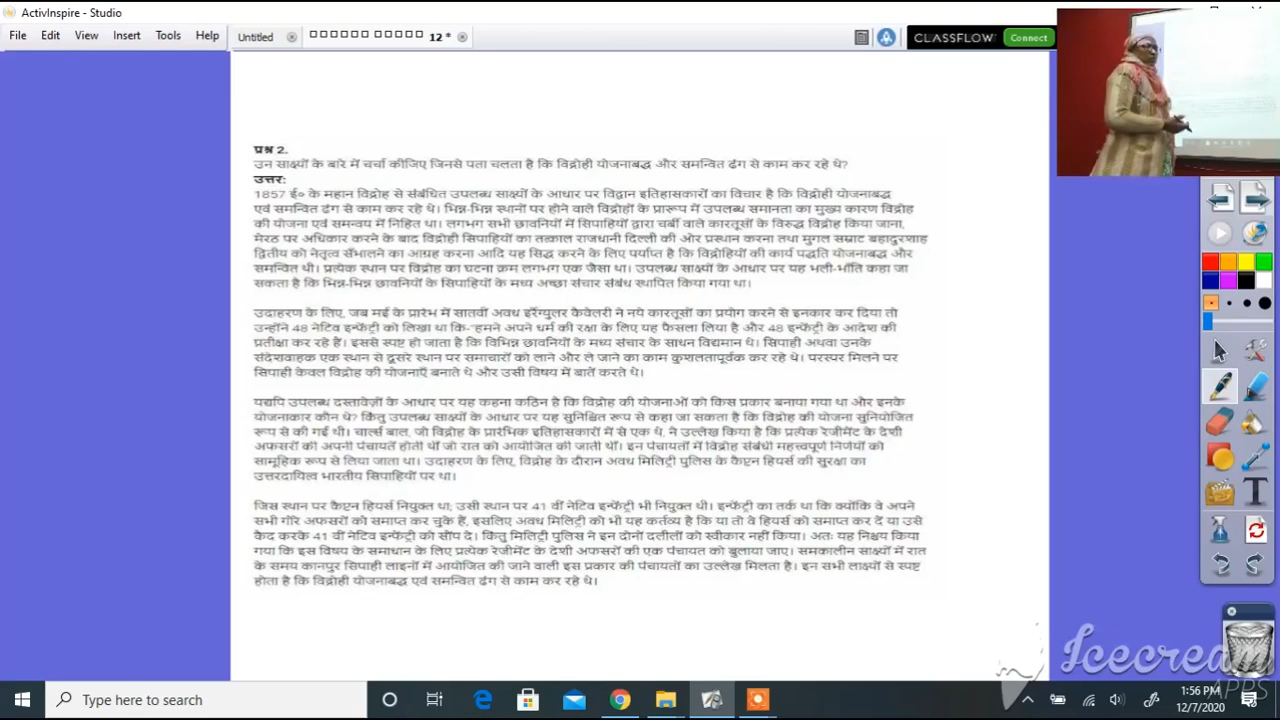 ActivInspire - Studio
File Edit View Insert Tools Help
Untitled
12 *
CLASSFLOW Connect
प्रश्न 2.
उन साक्ष्यों के बारे में चर्चा कीजिए जिनसे पता चलता है कि विद्रोही योजनाबद्ध और समन्वित ढंग से काम कर रहे थे?
उत्तर:
1857 ई० के महान विद्रोह से संबंधित उपलब्ध साक्ष्यों के आधार पर विद्वान इतिहासकारों का विचार है कि विद्रोही योजनाबद्ध
एवं समन्वित ढंग से काम कर रहे थे। भिन्न-भिन्न स्थानों पर होने वाले विद्रोहों के प्रारूप में उपलब्ध समानता का मुख्य कारण विद्रोह
की योजना एवं समन्वय में निहित था। लगभग सभी छावनियों में सिपाहियों द्वारा चर्बी वाले कारतूसों के विरुद्ध विद्रोह किया जाना,
मेरठ पर अधिकार करने के बाद विद्रोही सिपाहियों का तत्काल राजधानी दिल्ली की ओर प्रस्थान करना तथा मुगल सम्राट बहादुरशाह
द्वितीय को नेतृत्व सँभालने का आग्रह करना आदि यह सिद्ध करने के लिए पर्याप्त है कि विद्रोहियों की कार्य पद्धति योजनाबद्ध और
समन्वित थी। प्रत्येक स्थान पर विद्रोह का घटना क्रम लगभग एक जैसा था। उपलब्ध साक्ष्यों के आधार पर यह भली-भाँति कहा जा
सकता है कि भिन्न-भिन्न छावनियों के सिपाहियों के मध्य अच्छा संचार संबंध स्थापित किया गया था।
उदाहरण के लिए, जब मई के प्रारंभ में सातवीं अवध इर्रेग्युलर कैवेलरी ने नये कारतूसों का प्रयोग करने से इनकार कर दिया तो
उन्होंने 48 नेटिव इन्फेंट्री को लिखा था कि-"हमने अपने धर्म की रक्षा के लिए यह फैसला लिया है और 48 इन्फेंट्री के आदेश की
प्रतीक्षा कर रहे हैं। इससे स्पष्ट हो जाता है कि विभिन्न छावनियों के मध्य संचार के साधन विद्यमान थे। सिपाही अथवा उनके
संदेशवाहक एक स्थान से दूसरे स्थान पर समाचारों को लाने और ले जाने का काम कुशलतापूर्वक कर रहे थे। परस्पर मिलने पर
सिपाही केवल विद्रोह की योजनाएँ बनाते थे और उसी विषय में बातें करते थे।
यद्यपि उपलब्ध दस्तावेज़ों के आधार पर यह कहना कठिन है कि विद्रोह की योजनाओं को किस प्रकार बनाया गया था और इनके
योजनाकार कौन थे? किंतु उपलब्ध साक्ष्यों के आधार पर यह सुनिश्चित रूप से कहा जा सकता है कि विद्रोह की योजना सुनियोजित
रूप से की गई थी। चार्ल्स बाल, जो विद्रोह के प्रारंभिक इतिहासकारों में से एक थे, ने उल्लेख किया है कि प्रत्येक रेजीमेंट के देशी
अफसरों की अपनी पंचायतें होती थीं जो रात को आयोजित की जाती थीं। इन पंचायतों में विद्रोह संबंधी महत्त्वपूर्ण निर्णयों को
सामूहिक रूप से लिया जाता था। उदाहरण के लिए, विद्रोह के दौरान अवध मिलिट्री पुलिस के कैप्टन हियर्स की सुरक्षा का
उत्तरदायित्व भारतीय सिपाहियों पर था।
जिस स्थान पर कैप्टन हियर्स नियुक्त था; उसी स्थान पर 41 वीं नेटिव इन्फेंट्री भी नियुक्त थी। इन्फेंट्री का तर्क था कि क्योंकि वे अपने
सभी गोरे अफसरों को समाप्त कर चुके हैं, इसलिए अवध मिलिट्री को भी यह कर्तव्य है कि या तो वे हियर्स को समाप्त कर दें या उसे
कैद करके 41 वीं नेटिव इन्फेंट्री को सौंप दे। किंतु मिलिट्री पुलिस ने इन दोनों दलीलों को स्वीकार नहीं किया। अतः यह निश्चय किया
गया कि इस विषय के समाधान के लिए प्रत्येक रेजीमेंट के देशी अफसरों की एक पंचायत को बुलाया जाए। समकालीन साक्ष्यों में रात
के समय कानपुर सिपाही लाइनों में आयोजित की जाने वाली इस प्रकार की पंचायतों का उल्लेख मिलता है। इन सभी लाक्ष्यों से स्पष्ट
होता है कि विद्रोही योजनाबद्ध एवं समन्वित ढंग से काम कर रहे थे।
Icecream
APPS
Type here to search
1:56 PM
12/7/2020